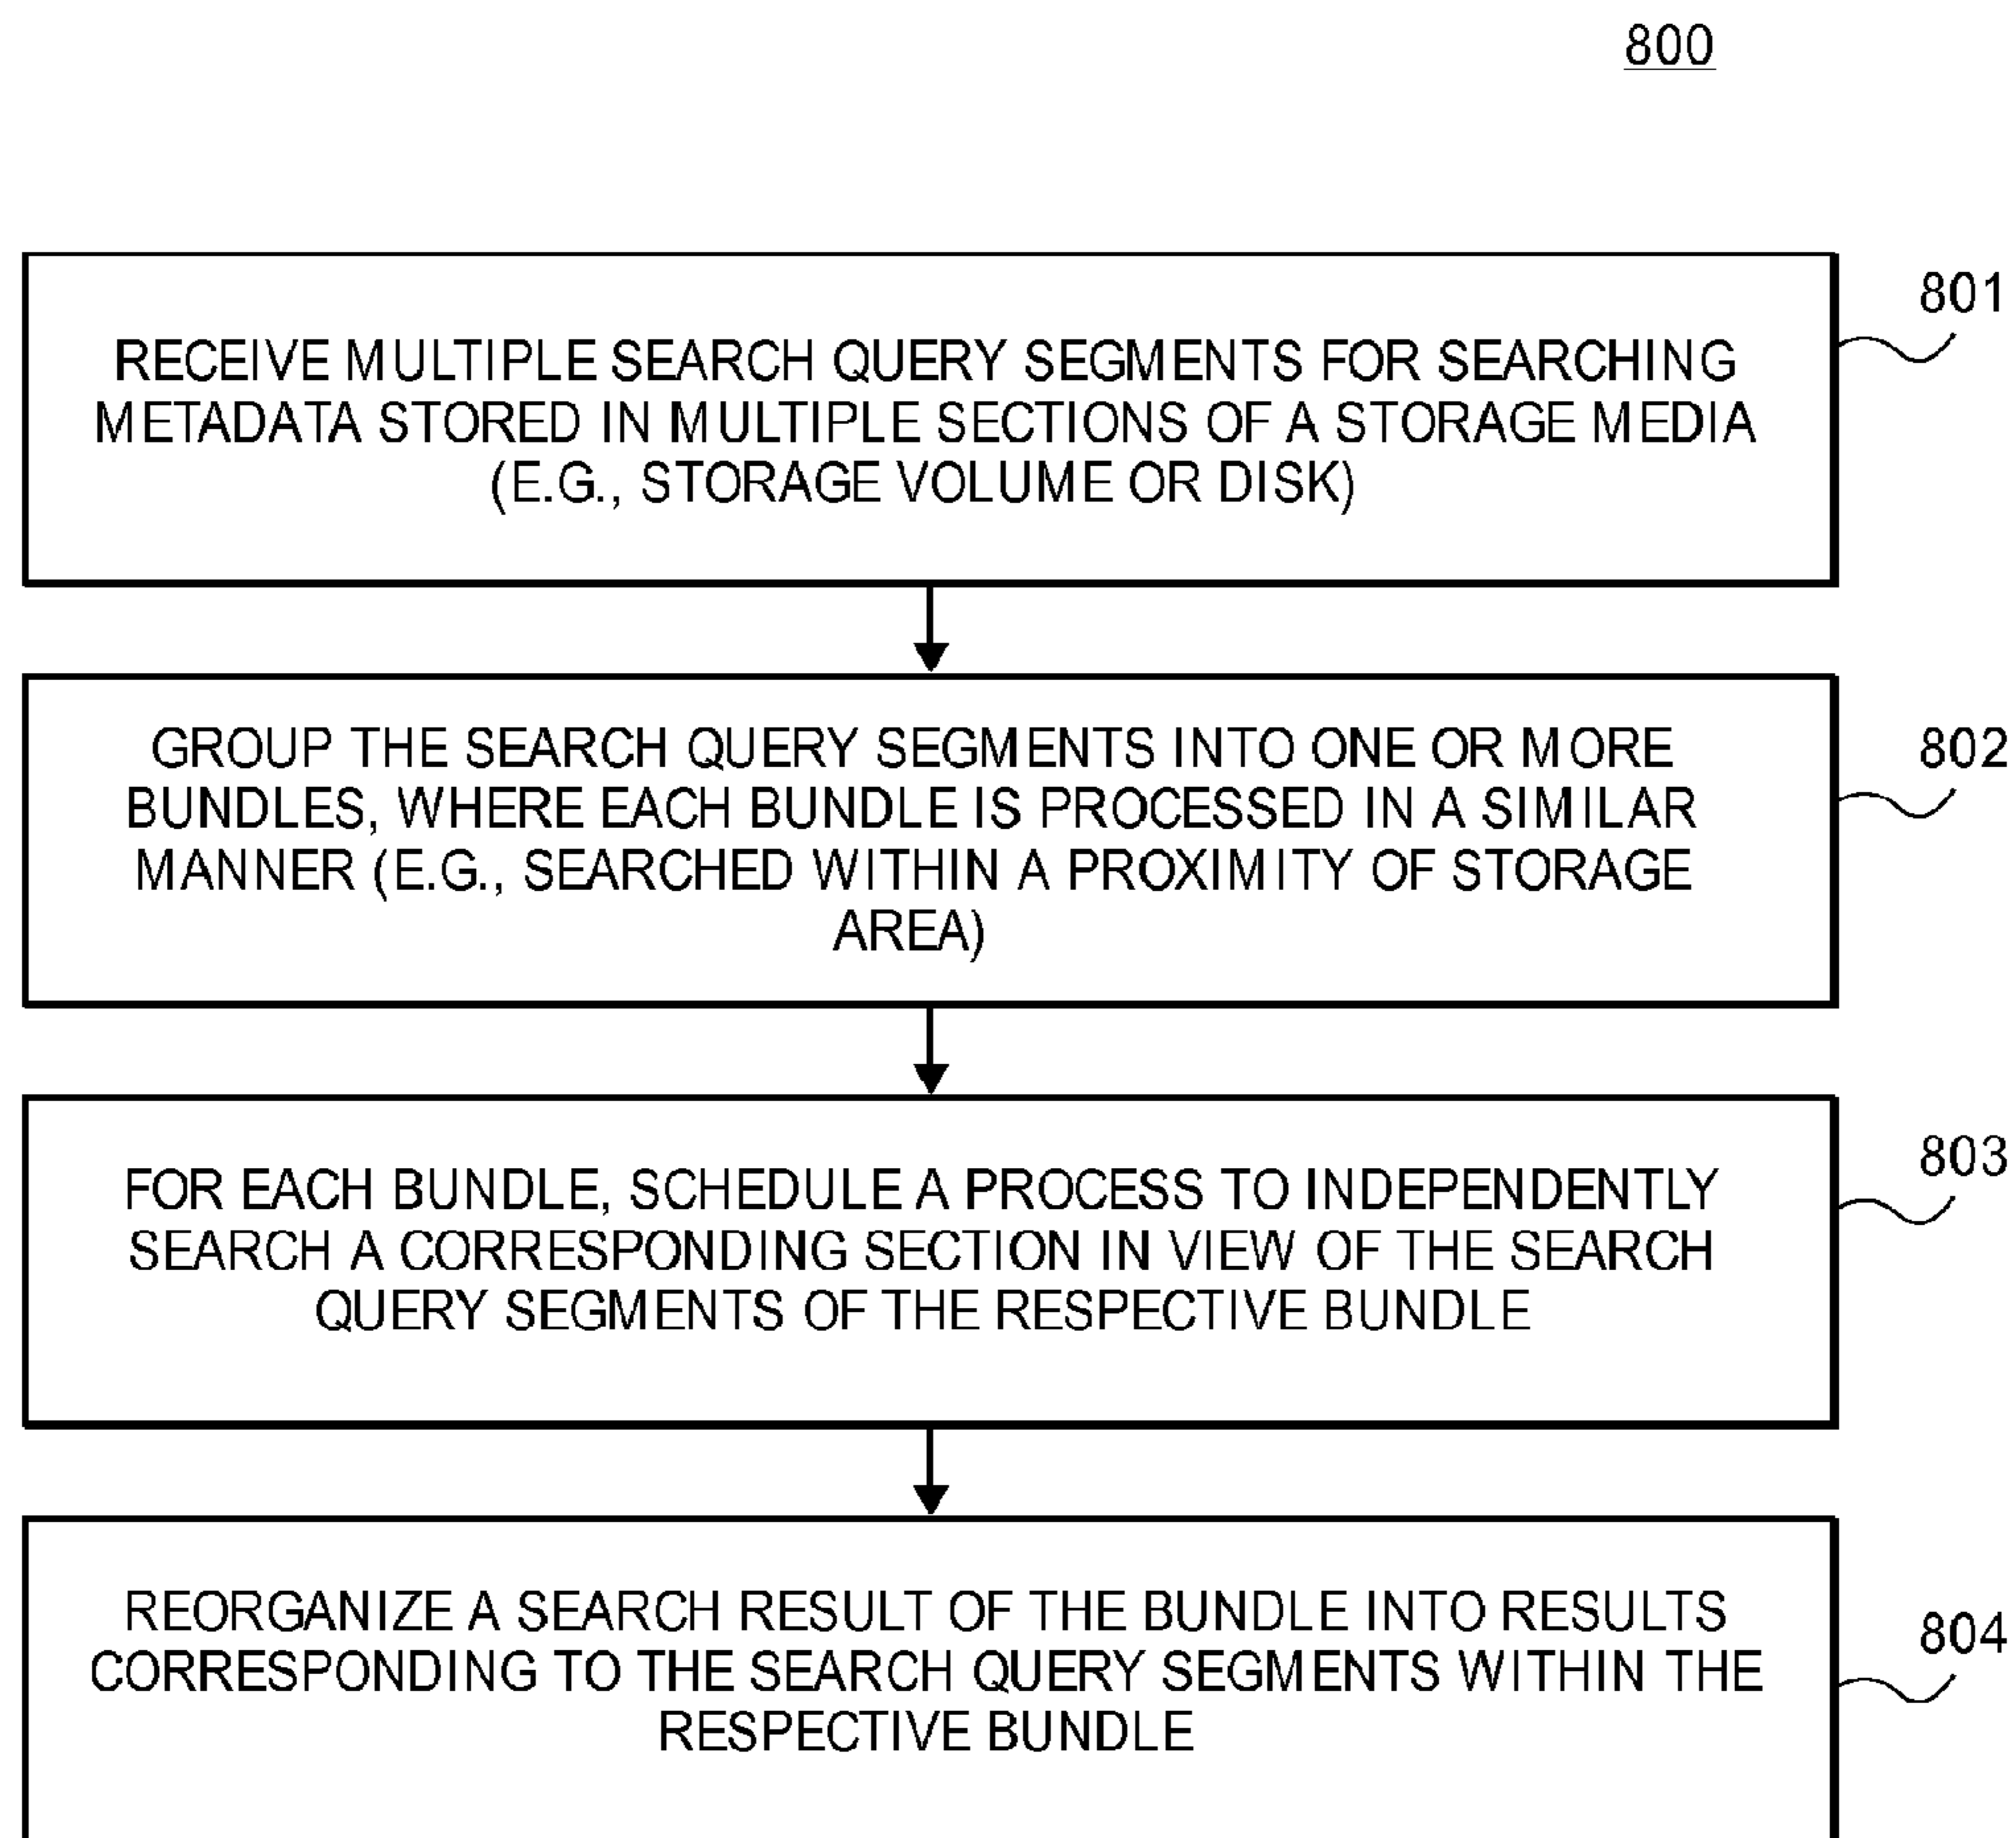 800
RECEIVE MULTIPLE SEARCH QUERY SEGMENTS FOR SEARCHING
METADATA STORED IN MULTIPLE SECTIONS OF A STORAGE MEDIA
(E.G., STORAGE VOLUME OR DISK)
801
GROUP THE SEARCH QUERY SEGMENTS INTO ONE OR MORE
BUNDLES, WHERE EACH BUNDLE IS PROCESSED IN A SIMILAR
MANNER (E.G., SEARCHED WITHIN A PROXIMITY OF STORAGE
AREA)
802
FOR EACH BUNDLE, SCHEDULE A PROCESS TO INDEPENDENTLY
SEARCH A CORRESPONDING SECTION IN VIEW OF THE SEARCH
QUERY SEGMENTS OF THE RESPECTIVE BUNDLE
803
REORGANIZE A SEARCH RESULT OF THE BUNDLE INTO RESULTS
CORRESPONDING TO THE SEARCH QUERY SEGMENTS WITHIN THE
RESPECTIVE BUNDLE
804